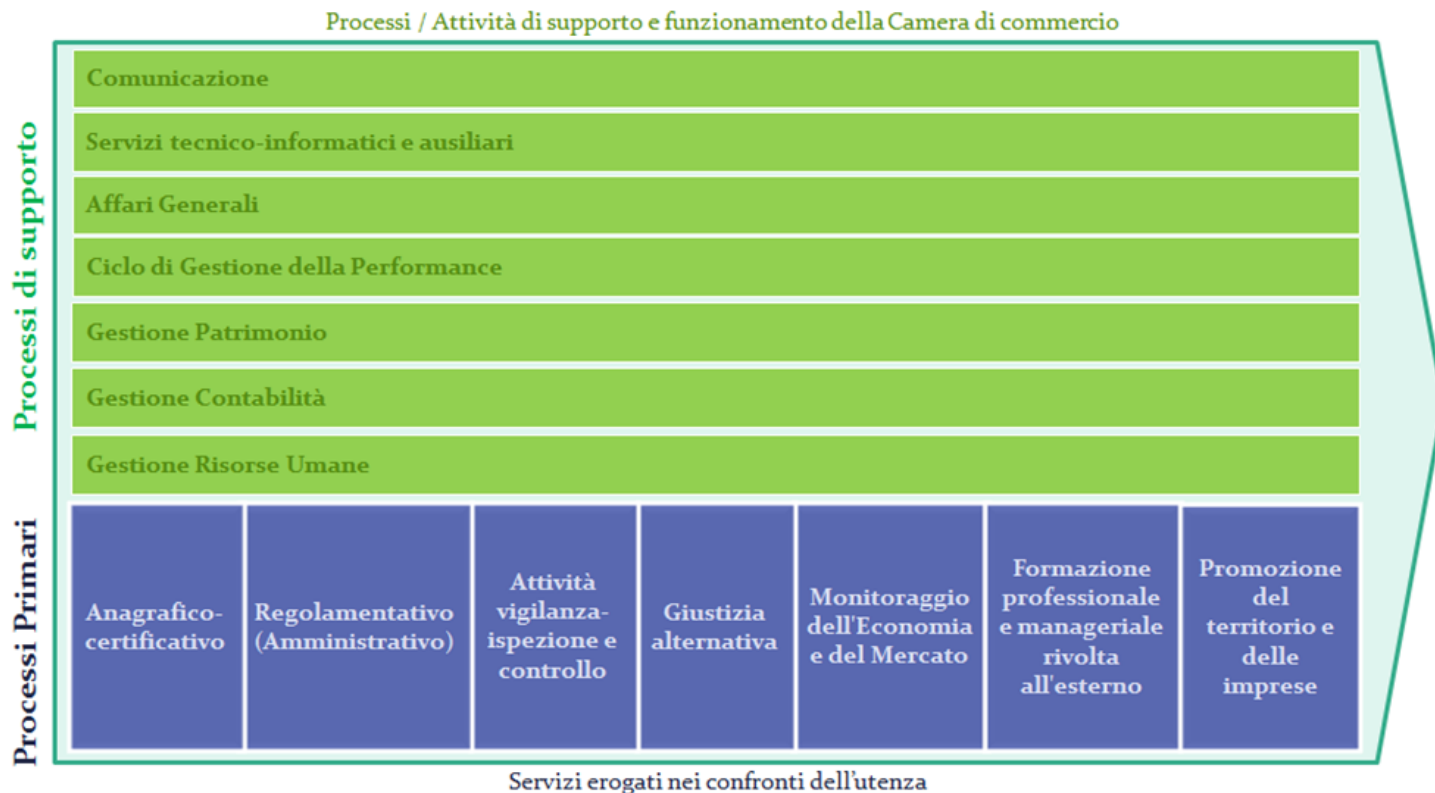 Processi / Attività di supporto e funzionamento della Camera di commercio
Processi di supporto
Comunicazione
Servizi tecnico-informatici e ausiliari
Affari Generali
Ciclo di Gestione della Performance
Gestione Patrimonio
Gestione Contabilità
Gestione Risorse Umane
Processi Primari
Anagrafico-
certificativo
Regolamentativo
(Amministrativo)
Attività
vigilanza-
ispezione e
controllo
Giustizia
alternativa
Monitoraggio
dell'Economia
e del Mercato
Formazione
professionale
e manageriale
rivolta
all'esterno
Promozione
del
territorio e
delle
imprese
Servizi erogati nei confronti dell'utenza